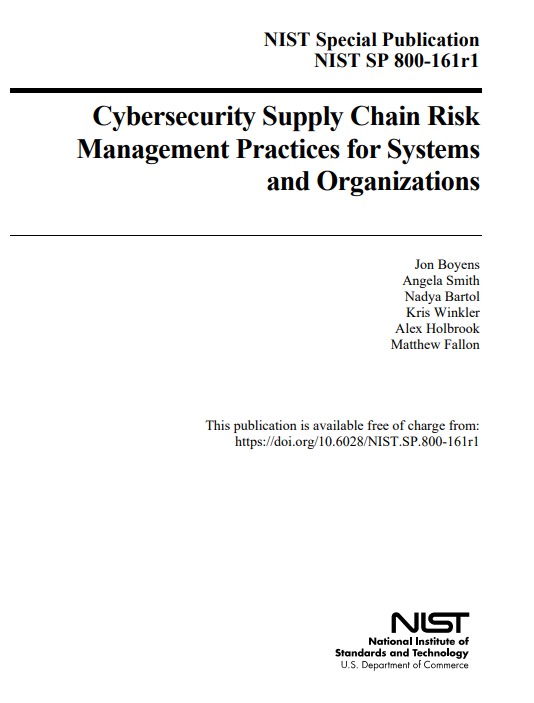 NIST Special Publication
NIST SP 800-161r1
Cybersecurity Supply Chain Risk
Management Practices for Systems
and Organizations
Jon Boyens
Angela Smith
Nadya Bartol
Kris Winkler
Alex Holbrook
Matthew Fallon
This publication is available free of charge from:
https://doi.org/10.6028/NIST.SP.800-161r1
NIST
National Institute of
Standards and Technology
U.S. Department of Commerce